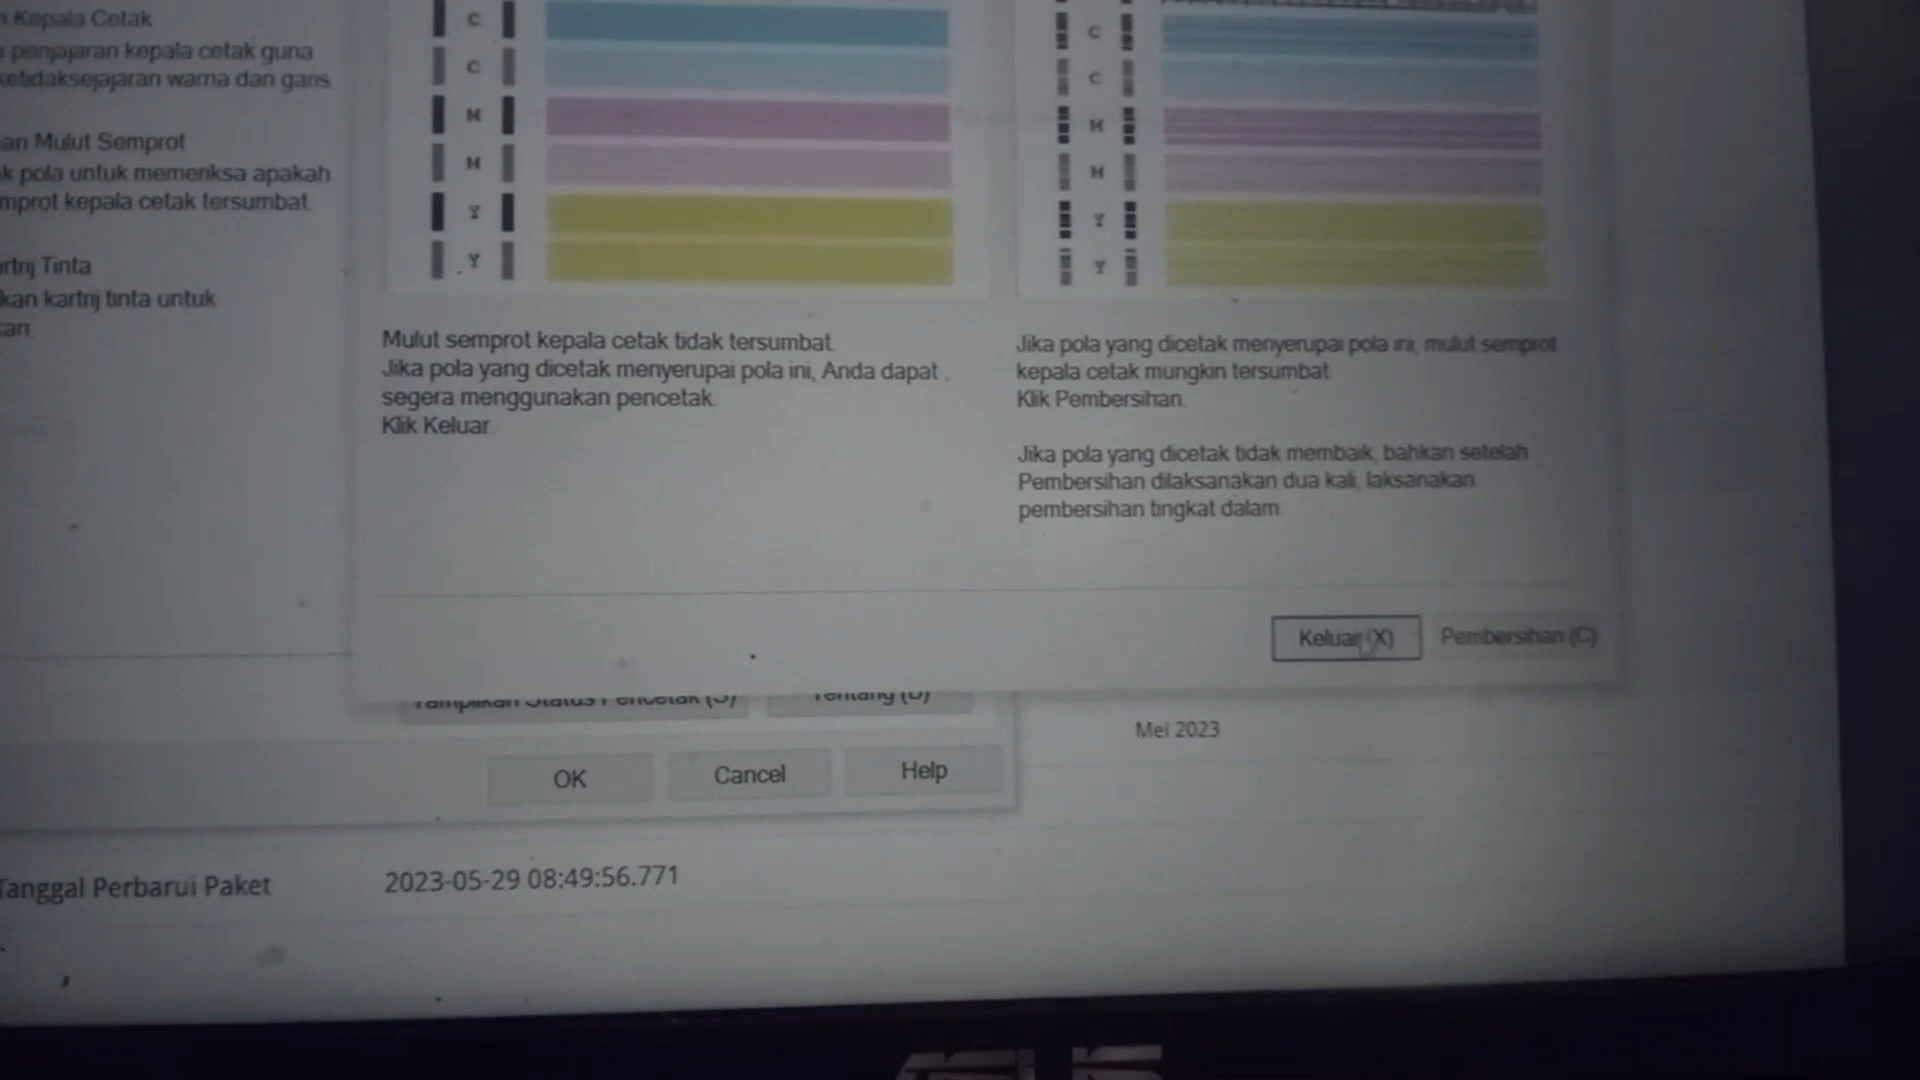 Kepala Cetak
penjajaran kepala cetak guna
ketidaksejajaran warna dan garis.
an Mulut Semprot
k pola untuk memeriksa apakah
mprot kepala cetak tersumbat.
rtrij Tinta
kan kartrij tinta untuk
an.
C
C
M
M
Y
Y
Mulut semprot kepala cetak tidak tersumbat.
Jika pola yang dicetak menyerupai pola ini, Anda dapat
segera menggunakan pencetak.
Klik Keluar.
C
C
M
M
Y
Y
Jika pola yang dicetak menyerupai pola ini, mulut semprot
kepala cetak mungkin tersumbat.
Klik Pembersihan.
Jika pola yang dicetak tidak membaik, bahkan setelah
Pembersihan dilaksanakan dua kali, laksanakan
pembersihan tingkat dalam.
Keluar (X)
Pembersihan (C)
Tampilkan Status Pencetak (S)
Tentang (B)
Mei 2023
OK
Cancel
Help
Tanggal Perbarui Paket
2023-05-29 08:49:56.771